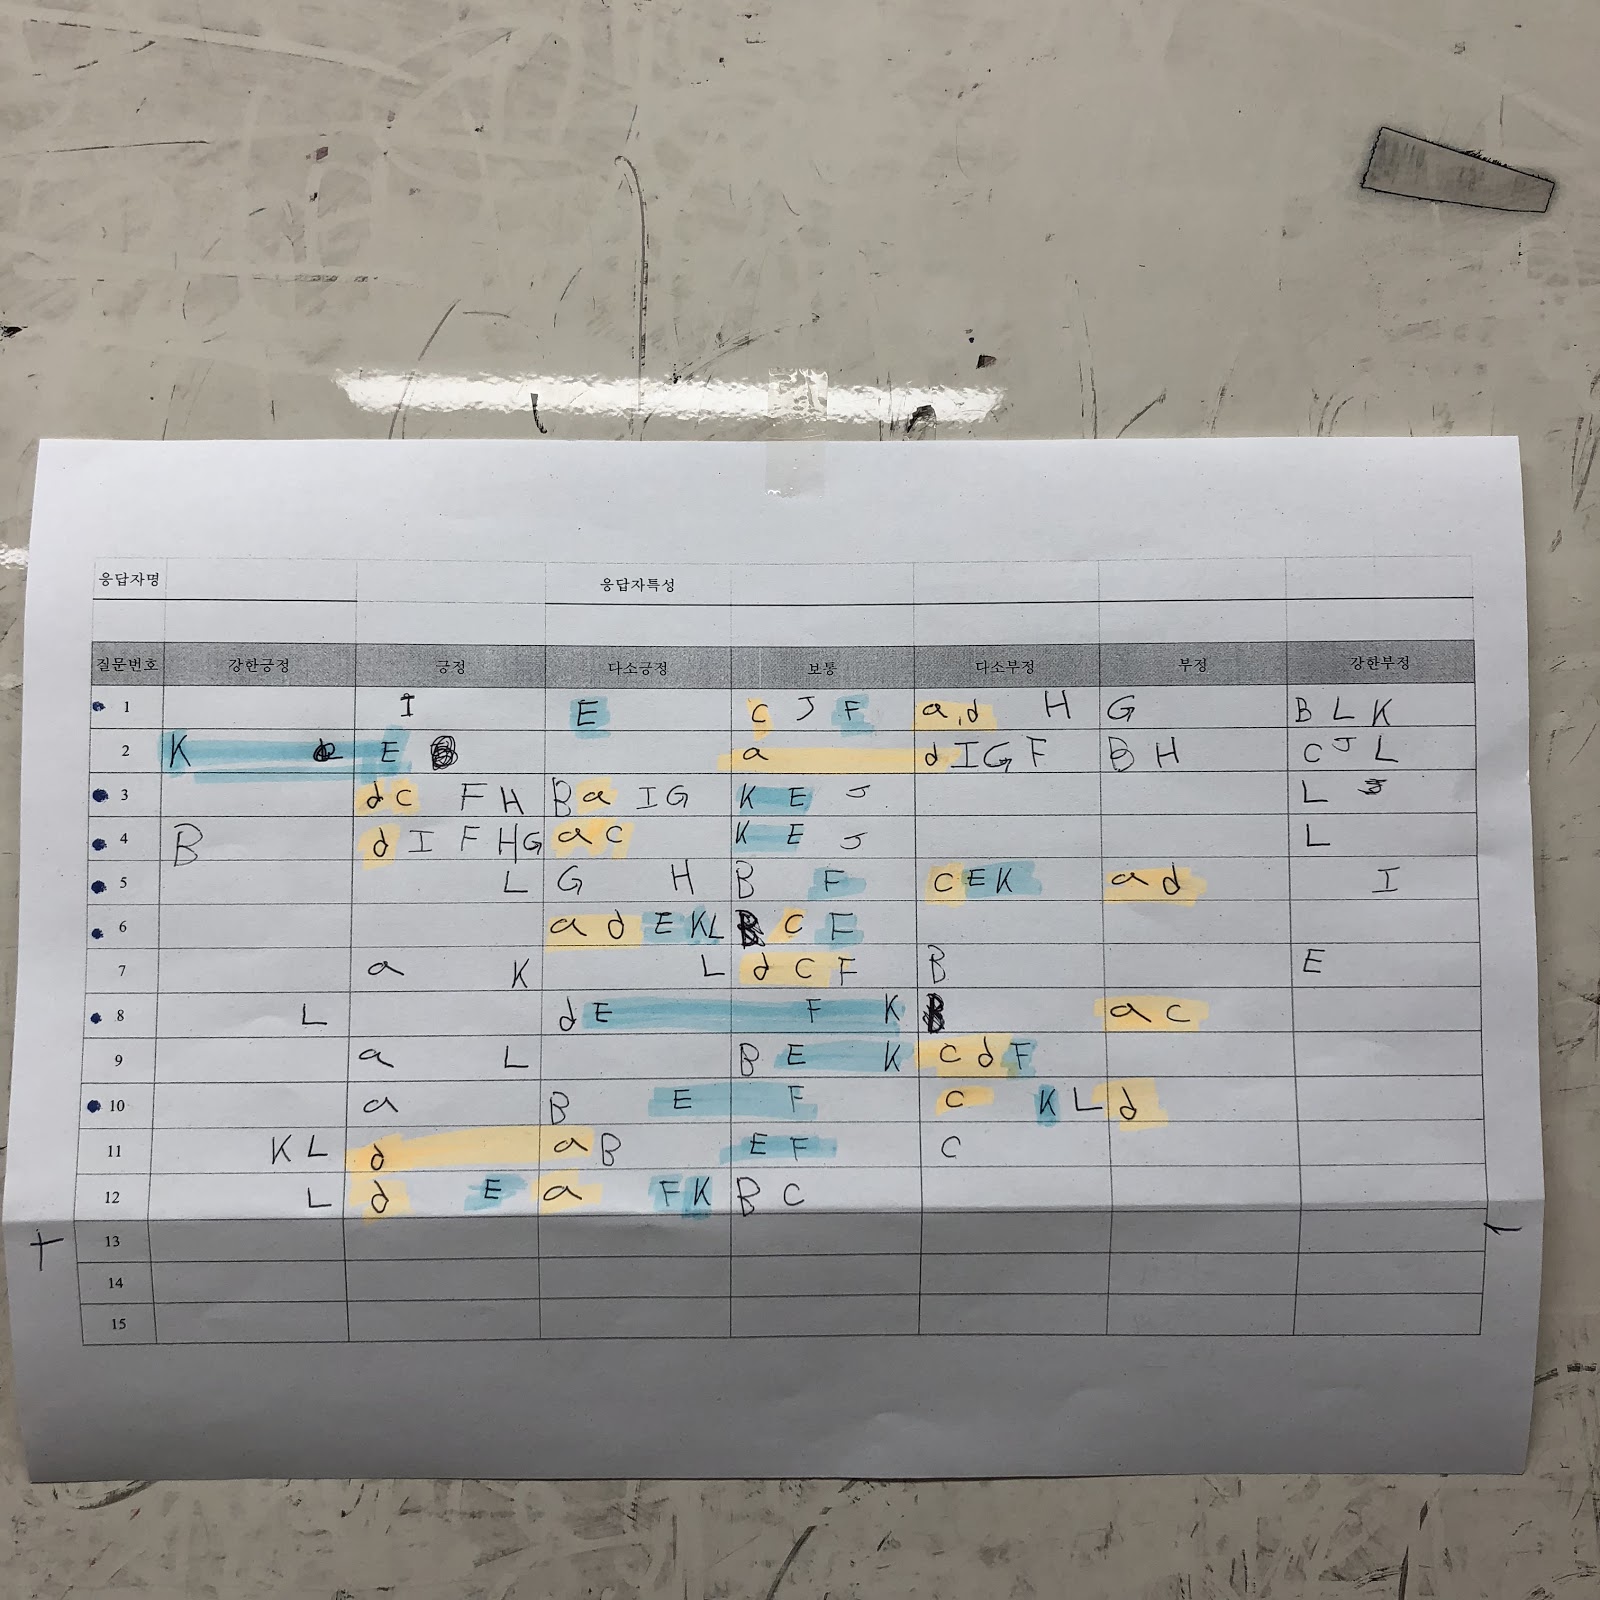 응답자명 응답자특성
질문번호 강한긍정 긍정 다소긍정 보통 다소부정 부정 강한부정
1 I E c J F a, d H G B L K
2 K E a d I G F B H C J L
3 d c F H B a I G K E J L
4 B d I F H G a c K E J L
5 L G H B F C E K a d I
6 a d E K L B C F
7 a K L d C F B E
8 L d E F K B a c
9 a L B E K c d F
10 a B E F c K L d
11 K L d a B E F C
12 L d E a F K B C
13
14
15